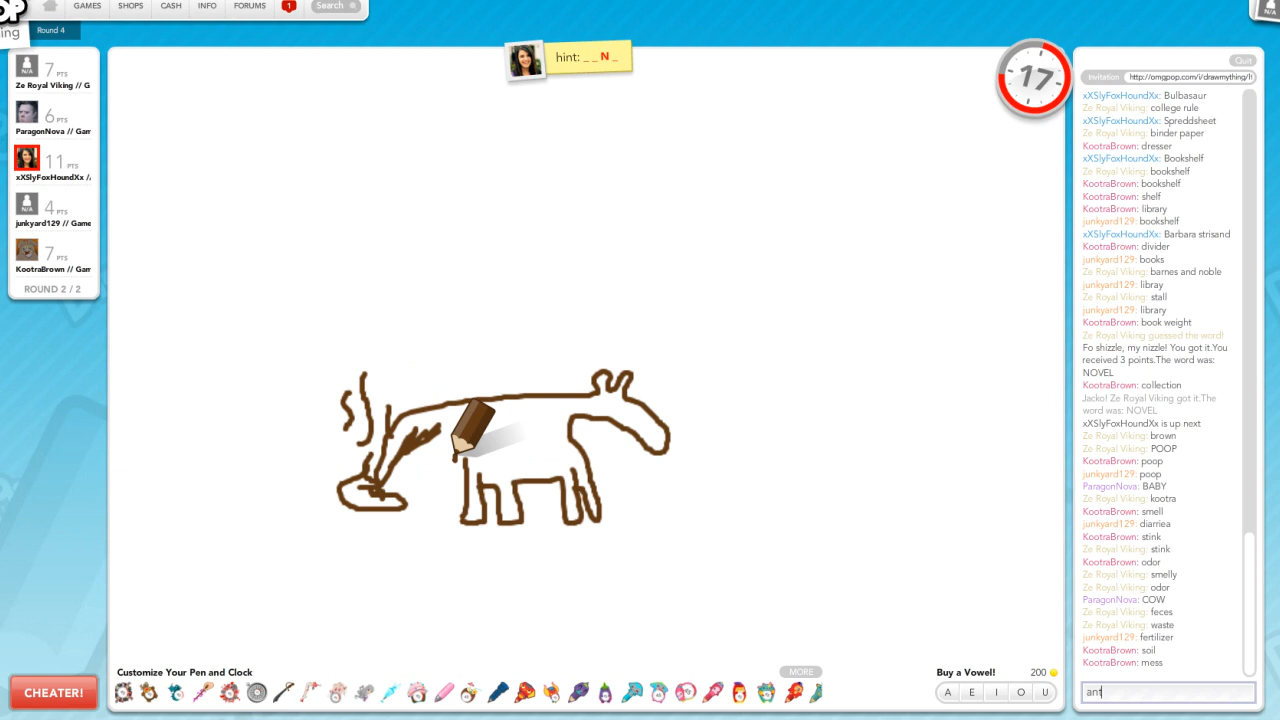 OP
GAMES SHOPS CASH INFO FORUMS 1 Search
ing Round 4
7 PTS
Ze Royal Viking // G
6 PTS
ParagonNova // Gam
11 PTS
xXSlyFoxHoundXx //
N/A 4 PTS
junkyard129 // Game
7 PTS
KootraBrown // Gam
ROUND 2 / 2
CHEATER!
hint: _ _ N _
17
Customize Your Pen and Clock
MORE
Buy a Vowel! 200
A E I O U
N/A
Quit
Invitation http://omgpop.com/i/drawmything/l
xXSlyFoxHoundXx: Bulbasaur
Ze Royal Viking: college rule
xXSlyFoxHoundXx: Spreddsheet
Ze Royal Viking: binder paper
KootraBrown: dresser
xXSlyFoxHoundXx: Bookshelf
Ze Royal Viking: bookshelf
KootraBrown: bookshelf
KootraBrown: shelf
KootraBrown: library
junkyard129: bookshelf
xXSlyFoxHoundXx: Barbara strisand
KootraBrown: divider
junkyard129: books
Ze Royal Viking: barnes and noble
junkyard129: libray
Ze Royal Viking: stall
junkyard129: library
KootraBrown: book weight
Ze Royal Viking guessed the word!
Fo shizzle, my nizzle! You got it.You
received 3 points.The word was:
NOVEL
KootraBrown: collection
Jacko! Ze Royal Viking got it.The
word was: NOVEL
xXSlyFoxHoundXx is up next
Ze Royal Viking: brown
Ze Royal Viking: POOP
KootraBrown: poop
junkyard129: poop
ParagonNova: BABY
Ze Royal Viking: kootra
KootraBrown: smell
junkyard129: diarriea
KootraBrown: stink
Ze Royal Viking: stink
KootraBrown: odor
Ze Royal Viking: smelly
Ze Royal Viking: odor
ParagonNova: COW
Ze Royal Viking: feces
Ze Royal Viking: waste
junkyard129: fertilizer
KootraBrown: soil
KootraBrown: mess
ant